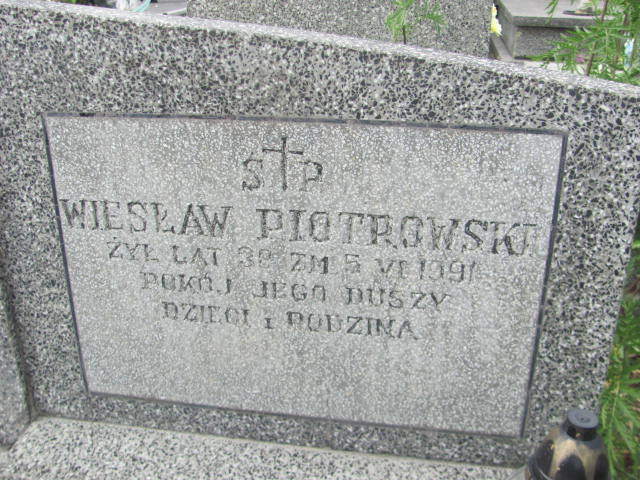 S P
WIESŁAW PIOTROWSKI
ŻYŁ LAT 39 ZM 5 VI 1991
POKÓJ JEGO DUSZY
DZIECI i RODZINA